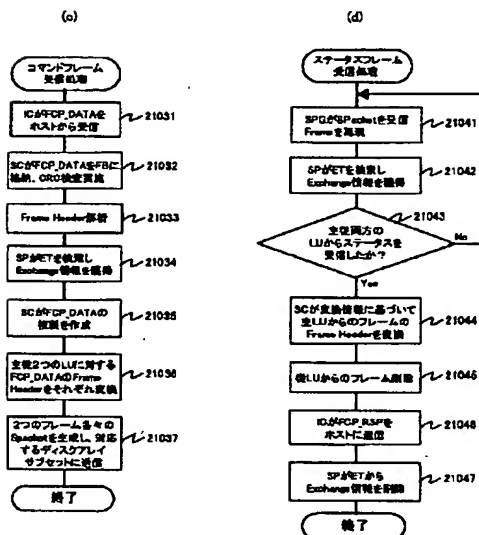 (c)
コマンドフレーム
受信処理
ICがFCP_DATAを
ホストから受信
21031
SCがFCP_DATAをFBに
格納、CRC検査実施
21032
Frame Header解析
21033
SPがETを検索し
Exchange情報を獲得
21034
SCがFCP_DATAの
複製を作成
21035
主従2つのLUに対する
FCP_DATAのFrame
Headerをそれぞれ変換
21036
2つのフレーム各々の
Spacketを生成し、対応
するディスクアレイ
サブセットに送信
21037
終了
(d)
ステータスフレーム
受信処理
SPGがSPacketを受信
Frameを再現
21041
SPがETを検索し
Exchange情報を獲得
21042
主従両方の
LUからステータスを
受信したか?
21043
No
Yes
SCが変換情報に基づいて
主LUからのフレームの
Frame Headerを変換
21044
従LUからのフレーム削除
21045
ICがFCP_RSPを
ホストに返信
21046
SPがETから
Exchange情報を削除
21047
終了